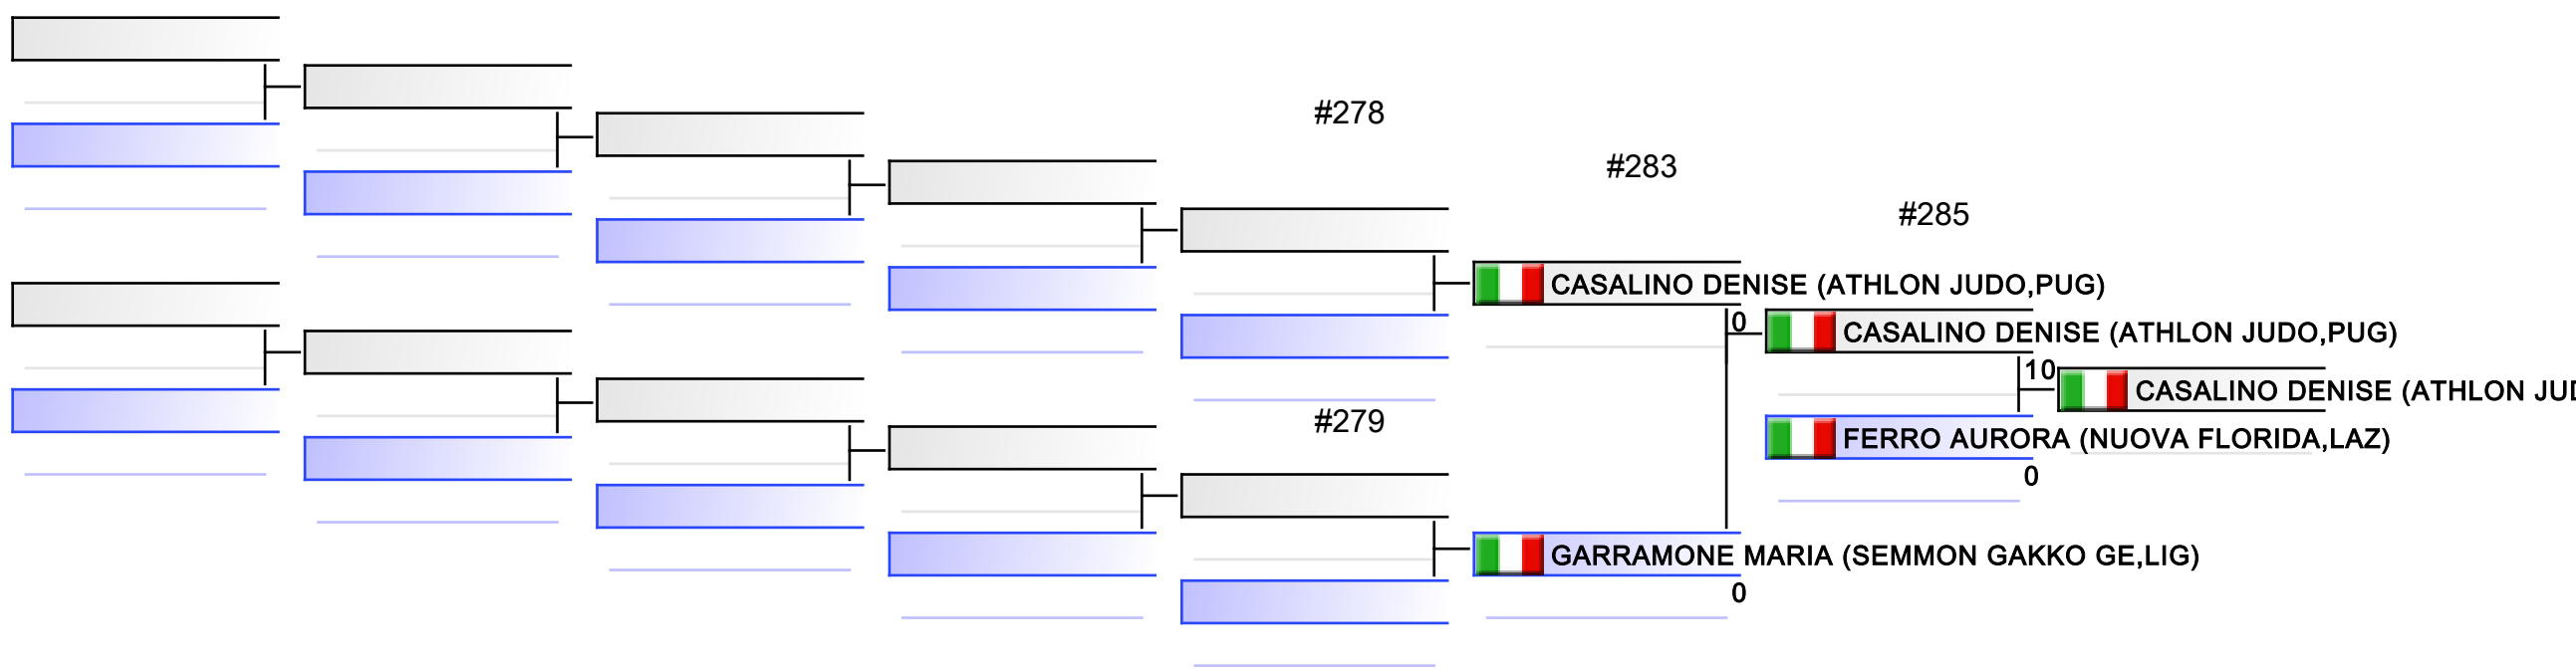 #278
#283
#285
CASALINO DENISE (ATHLON JUDO,PUG)
0
CASALINO DENISE (ATHLON JUDO,PUG)
10
CASALINO DENISE (ATHLON JUD
#279
FERRO AURORA (NUOVA FLORIDA,LAZ)
0
GARRAMONE MARIA (SEMMON GAKKO GE,LIG)
0